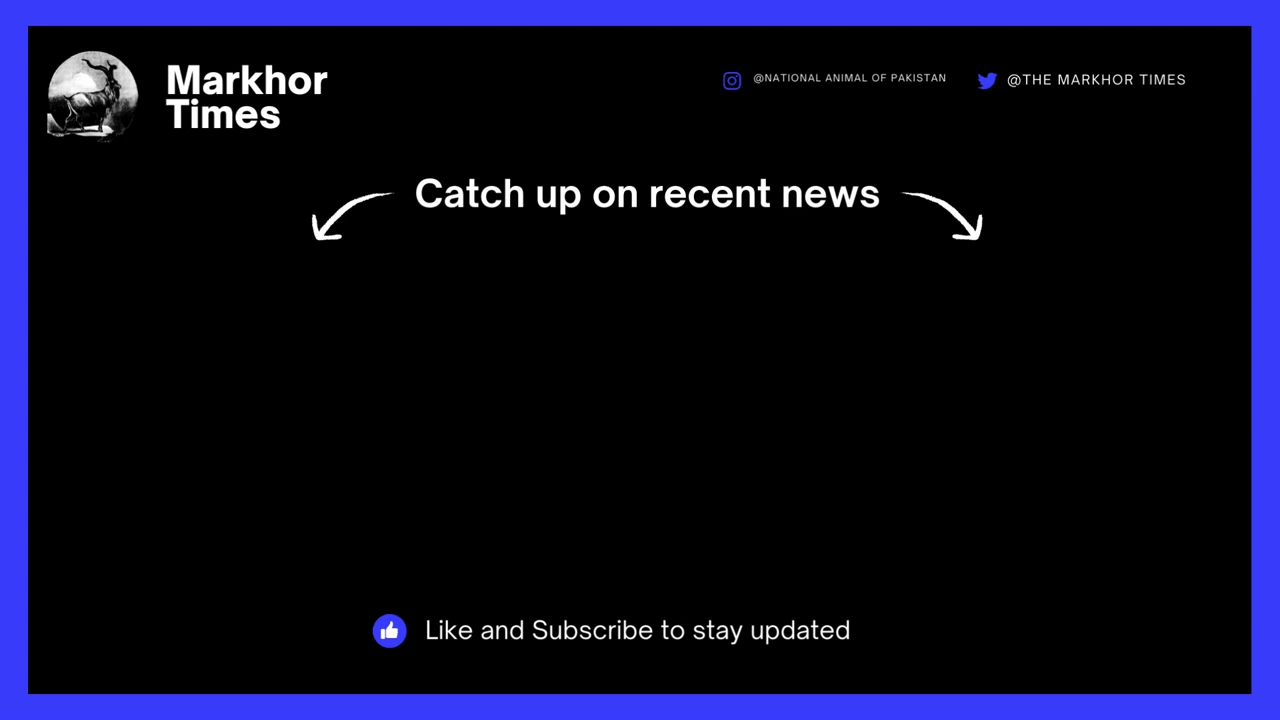 Markhor
Times
@NATIONAL ANIMAL OF PAKISTAN
@THE MARKHOR TIMES
Catch up on recent news
Like and Subscribe to stay updated